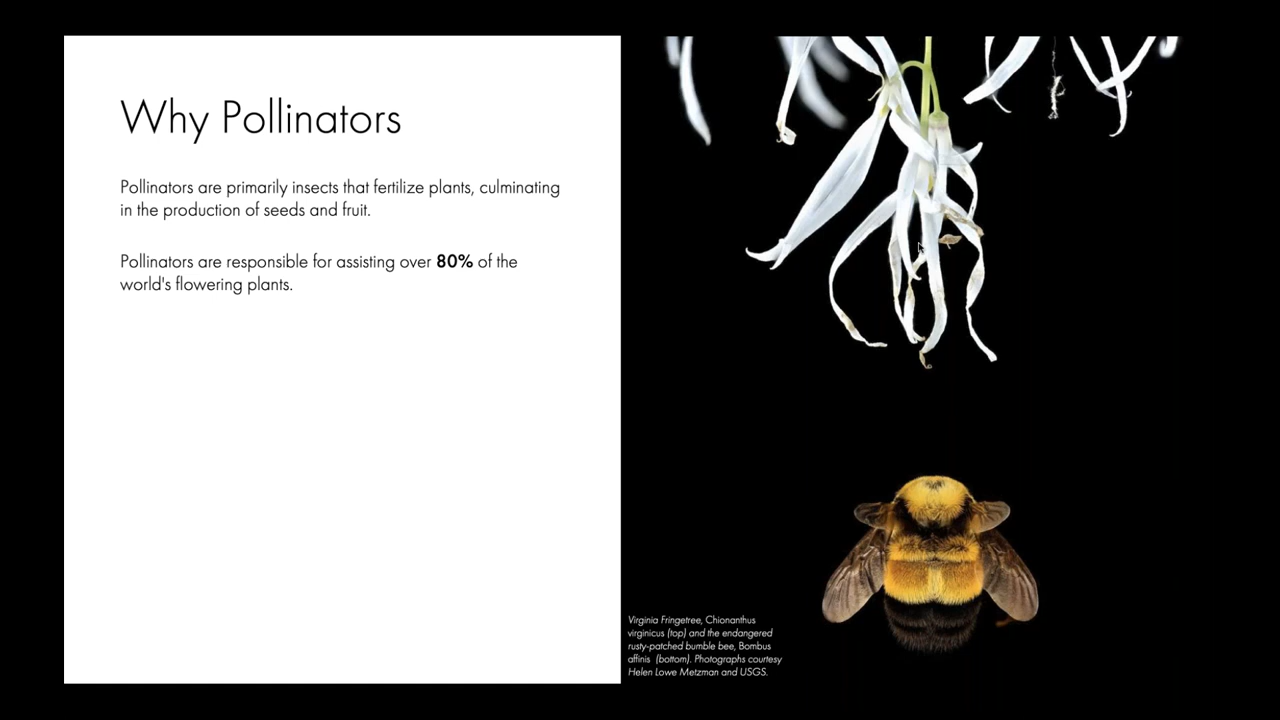 Why Pollinators
Pollinators are primarily insects that fertilize plants, culminating
in the production of seeds and fruit.
Pollinators are responsible for assisting over 80% of the
world's flowering plants.
Virginia Fringetree, Chionanthus
virginicus (top) and the endangered
rusty-patched bumble bee, Bombus
affinis (bottom). Photographs courtesy
Helen Lowe Metzman and USGS.